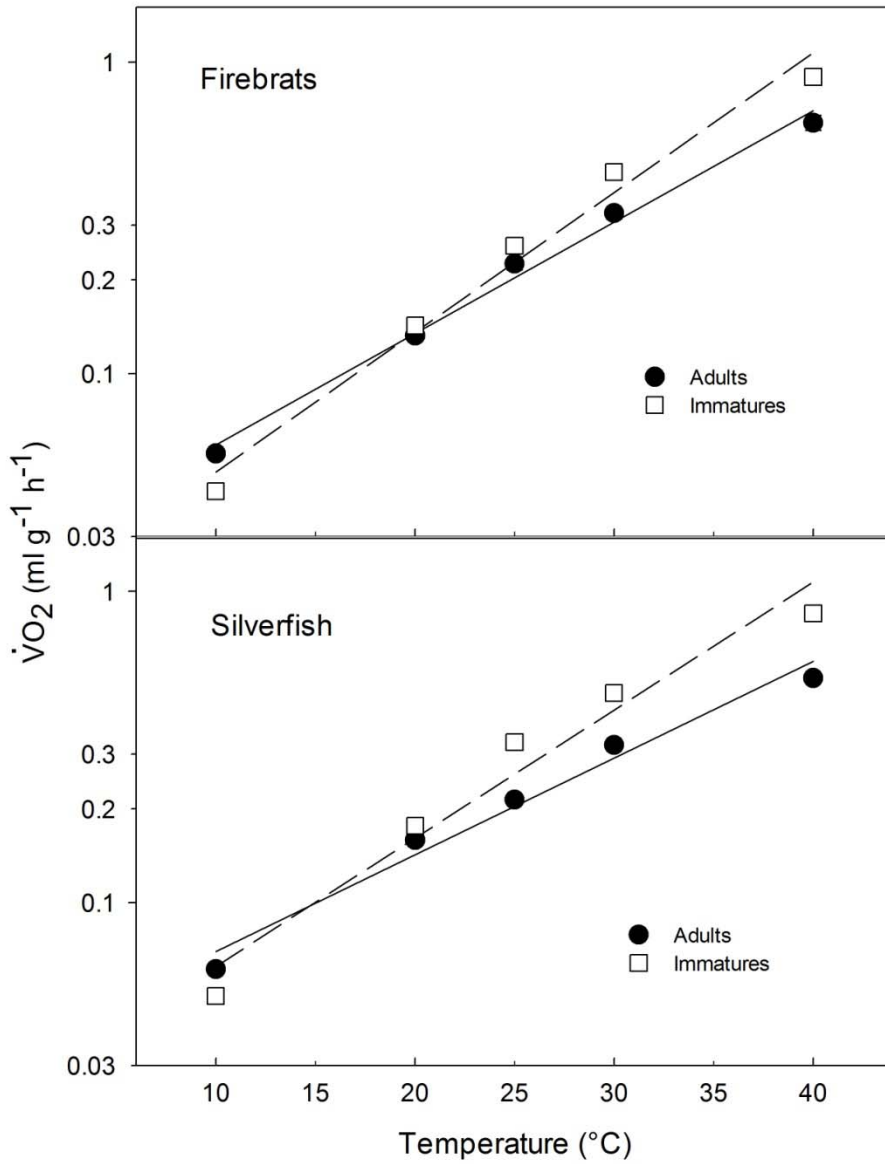 1
Firebrats
0.3
0.2
0.1
Adults
Immatures
0.03
V̇O₂ (ml g⁻¹ h⁻¹)
1
Silverfish
0.3
0.2
0.1
Adults
Immatures
0.03
10 15 20 25 30 35 40
Temperature (°C)